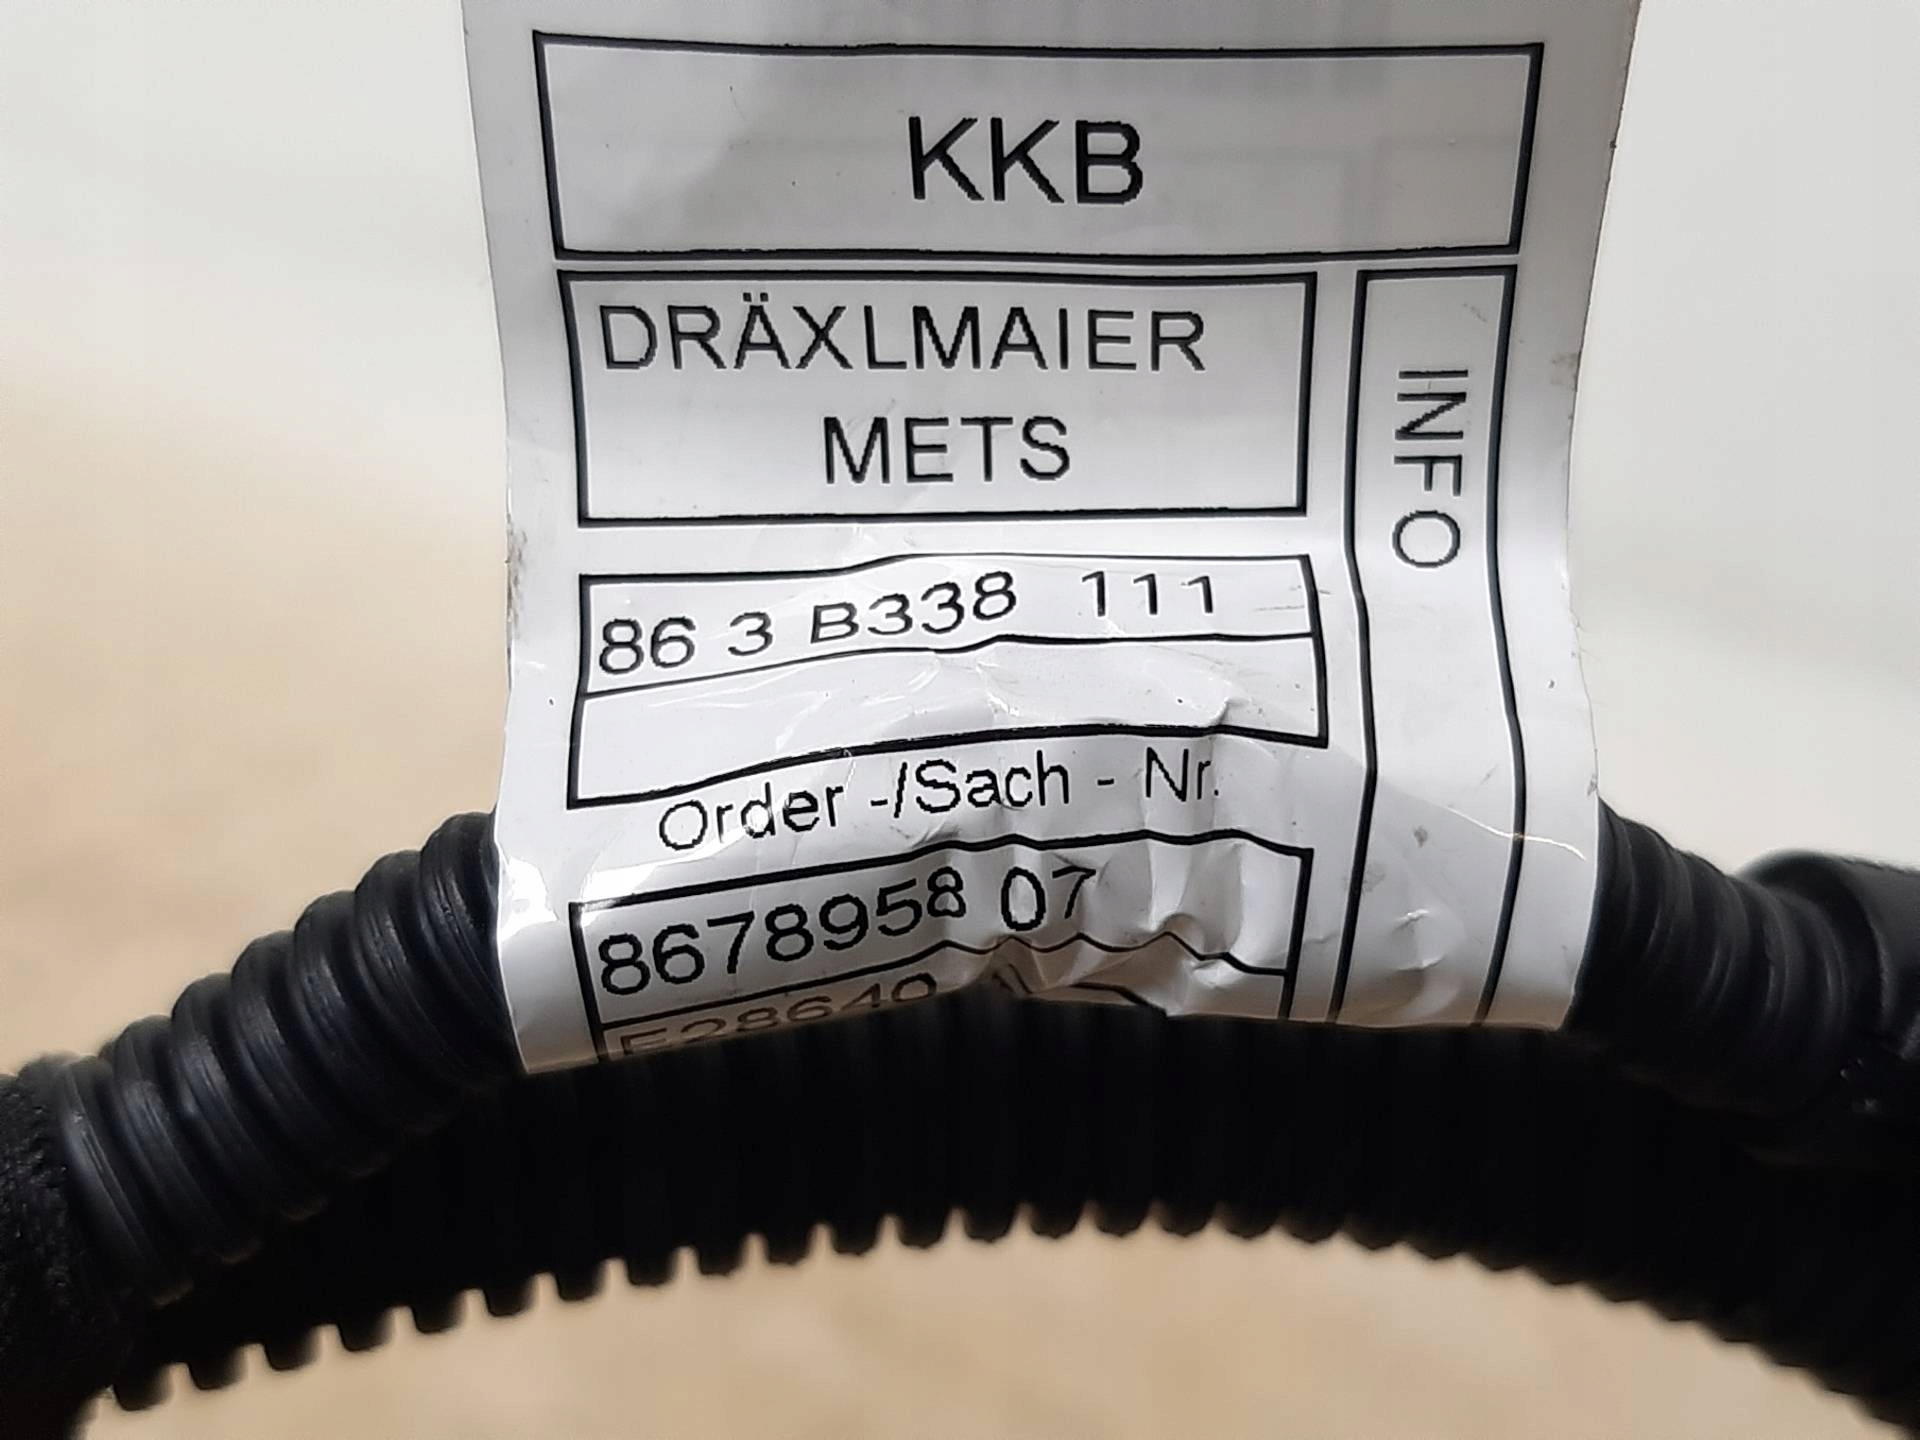 KKB
DRÄXLMAIER
METS
INFO
86 3 B338 111
Order -/Sach - Nr.
8678958 07